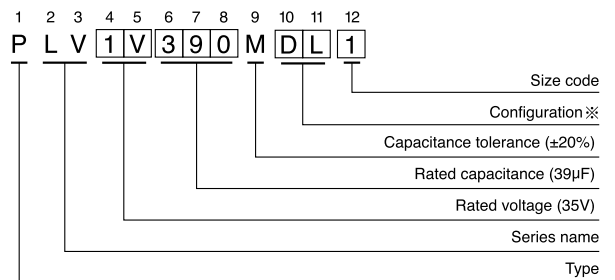 1 2 3 4 5 6 7 8 9 10 11 12
P L V 1 V 3 9 0 M D L 1
Size code
Configuration※
Capacitance tolerance (±20%)
Rated capacitance (39µF)
Rated voltage (35V)
Series name
Type